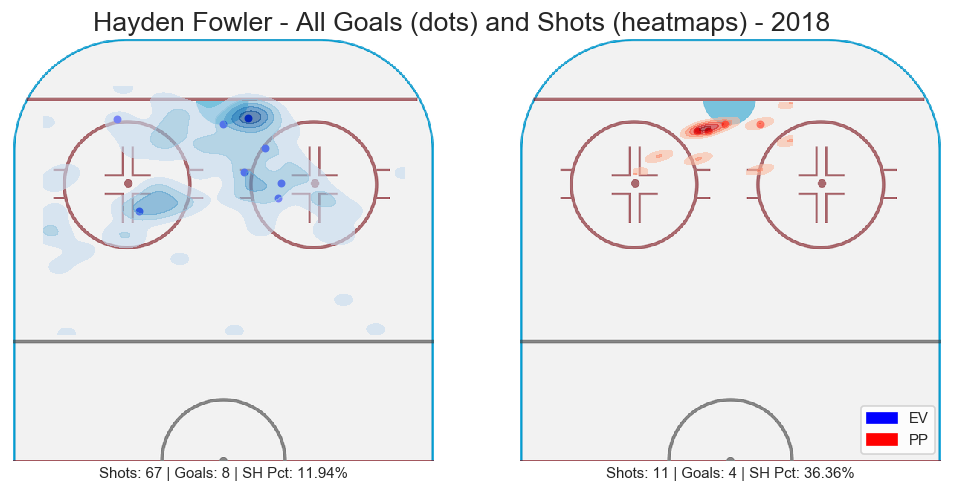 Hayden Fowler - All Goals (dots) and Shots (heatmaps) - 2018
EV
PP
Shots: 67 | Goals: 8 | SH Pct: 11.94%
Shots: 11 | Goals: 4 | SH Pct: 36.36%